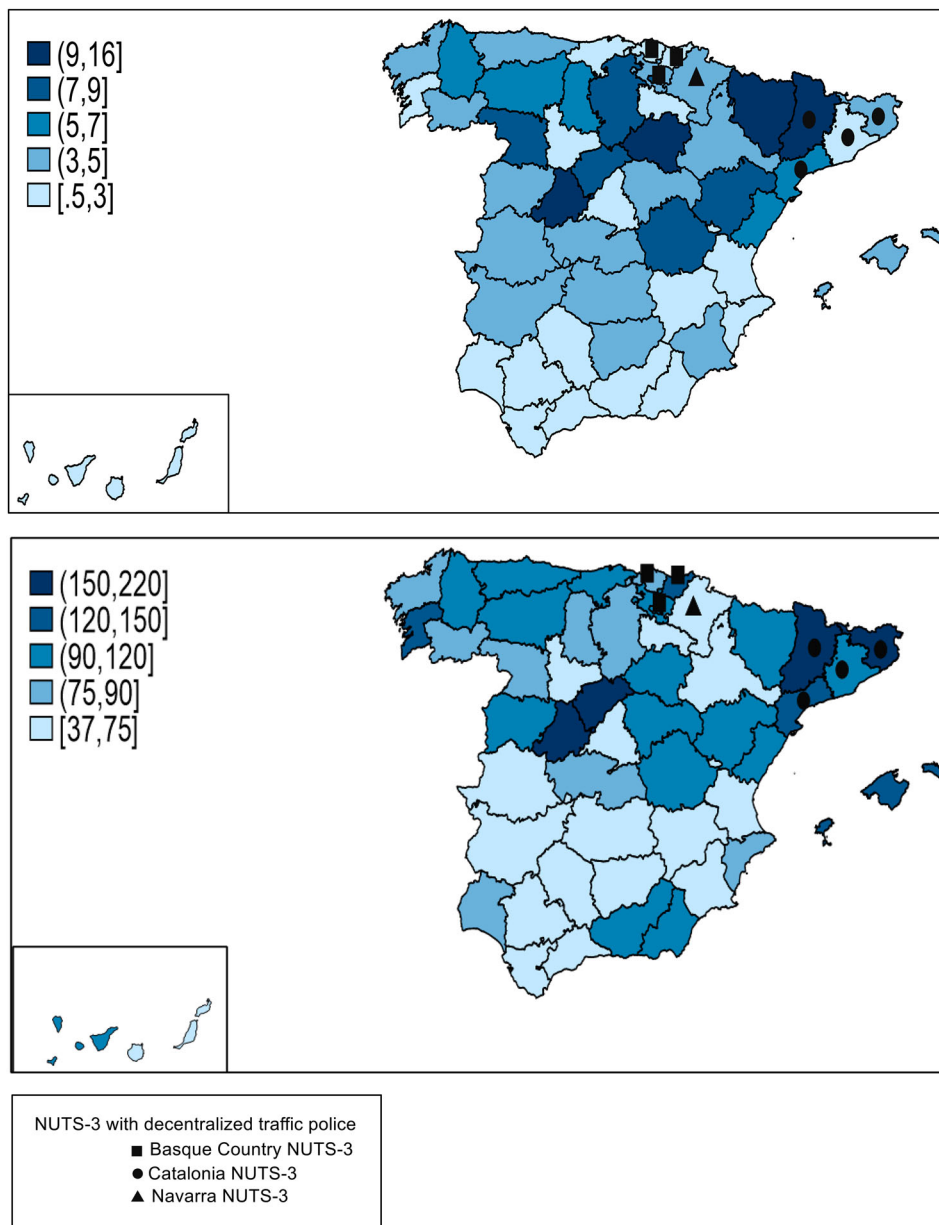 (9,16]
(7,9]
(5,7]
(3,5]
[.5,3]
(150,220]
(120,150]
(90,120]
(75,90]
[37,75]
NUTS-3 with decentralized traffic police
Basque Country NUTS-3
Catalonia NUTS-3
Navarra NUTS-3